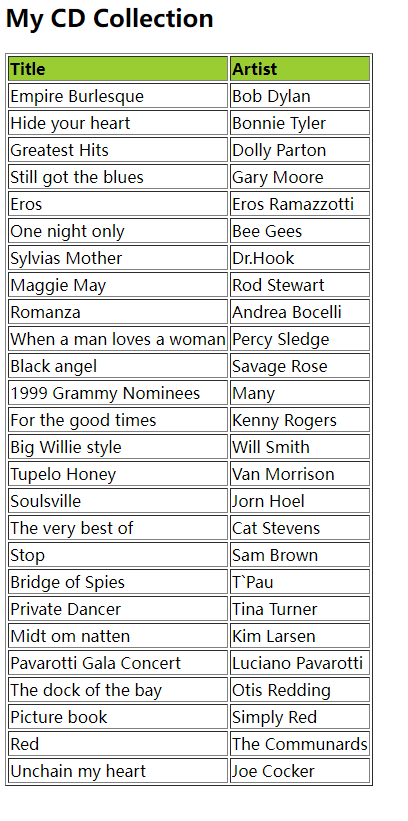 My CD Collection
Title Artist
Empire Burlesque Bob Dylan
Hide your heart Bonnie Tyler
Greatest Hits Dolly Parton
Still got the blues Gary Moore
Eros Eros Ramazzotti
One night only Bee Gees
Sylvias Mother Dr.Hook
Maggie May Rod Stewart
Romanza Andrea Bocelli
When a man loves a woman Percy Sledge
Black angel Savage Rose
1999 Grammy Nominees Many
For the good times Kenny Rogers
Big Willie style Will Smith
Tupelo Honey Van Morrison
Soulsville Jorn Hoel
The very best of Cat Stevens
Stop Sam Brown
Bridge of Spies T`Pau
Private Dancer Tina Turner
Midt om natten Kim Larsen
Pavarotti Gala Concert Luciano Pavarotti
The dock of the bay Otis Redding
Picture book Simply Red
Red The Communards
Unchain my heart Joe Cocker